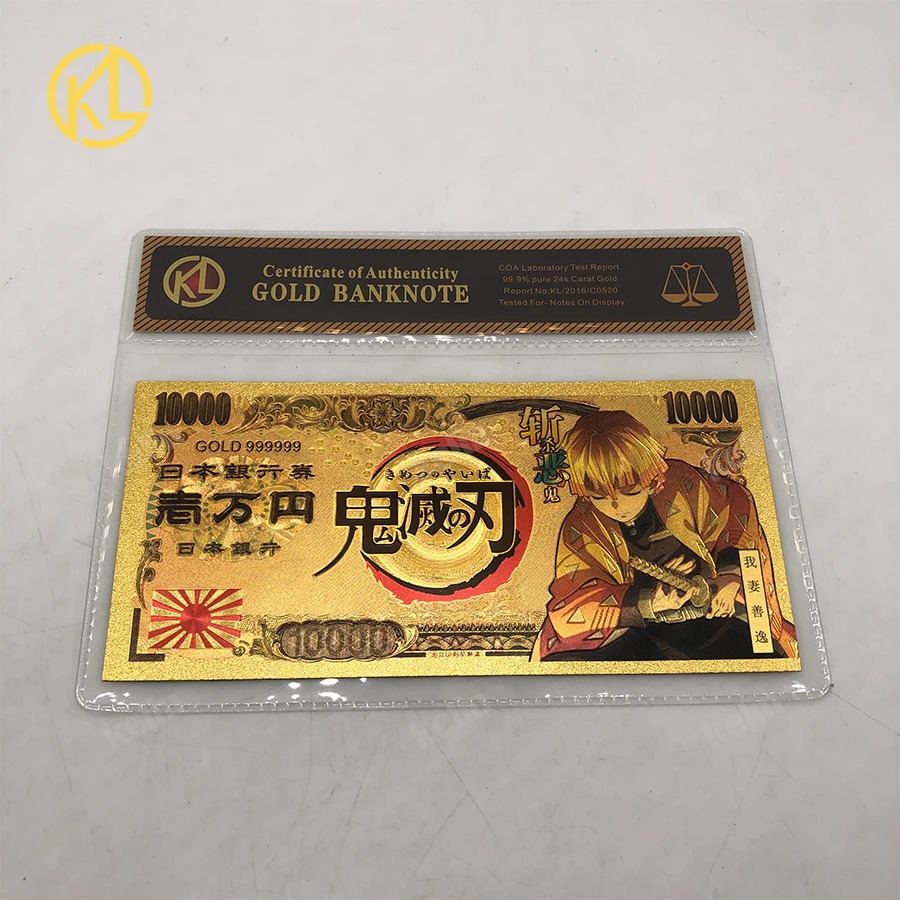 KL
KL
Certificate of Authenticity
GOLD BANKNOTE
COA:Laboratory Test Report
99.9% pure 24k Carat Gold
Report No:KL/2016/C0520
Tested For- Notes On Display
10000
10000
GOLD 999999
日本銀行券
壱万円
日本銀行
きめつのやいば
鬼滅の刃
斩杀恶鬼
我妻善逸
10000